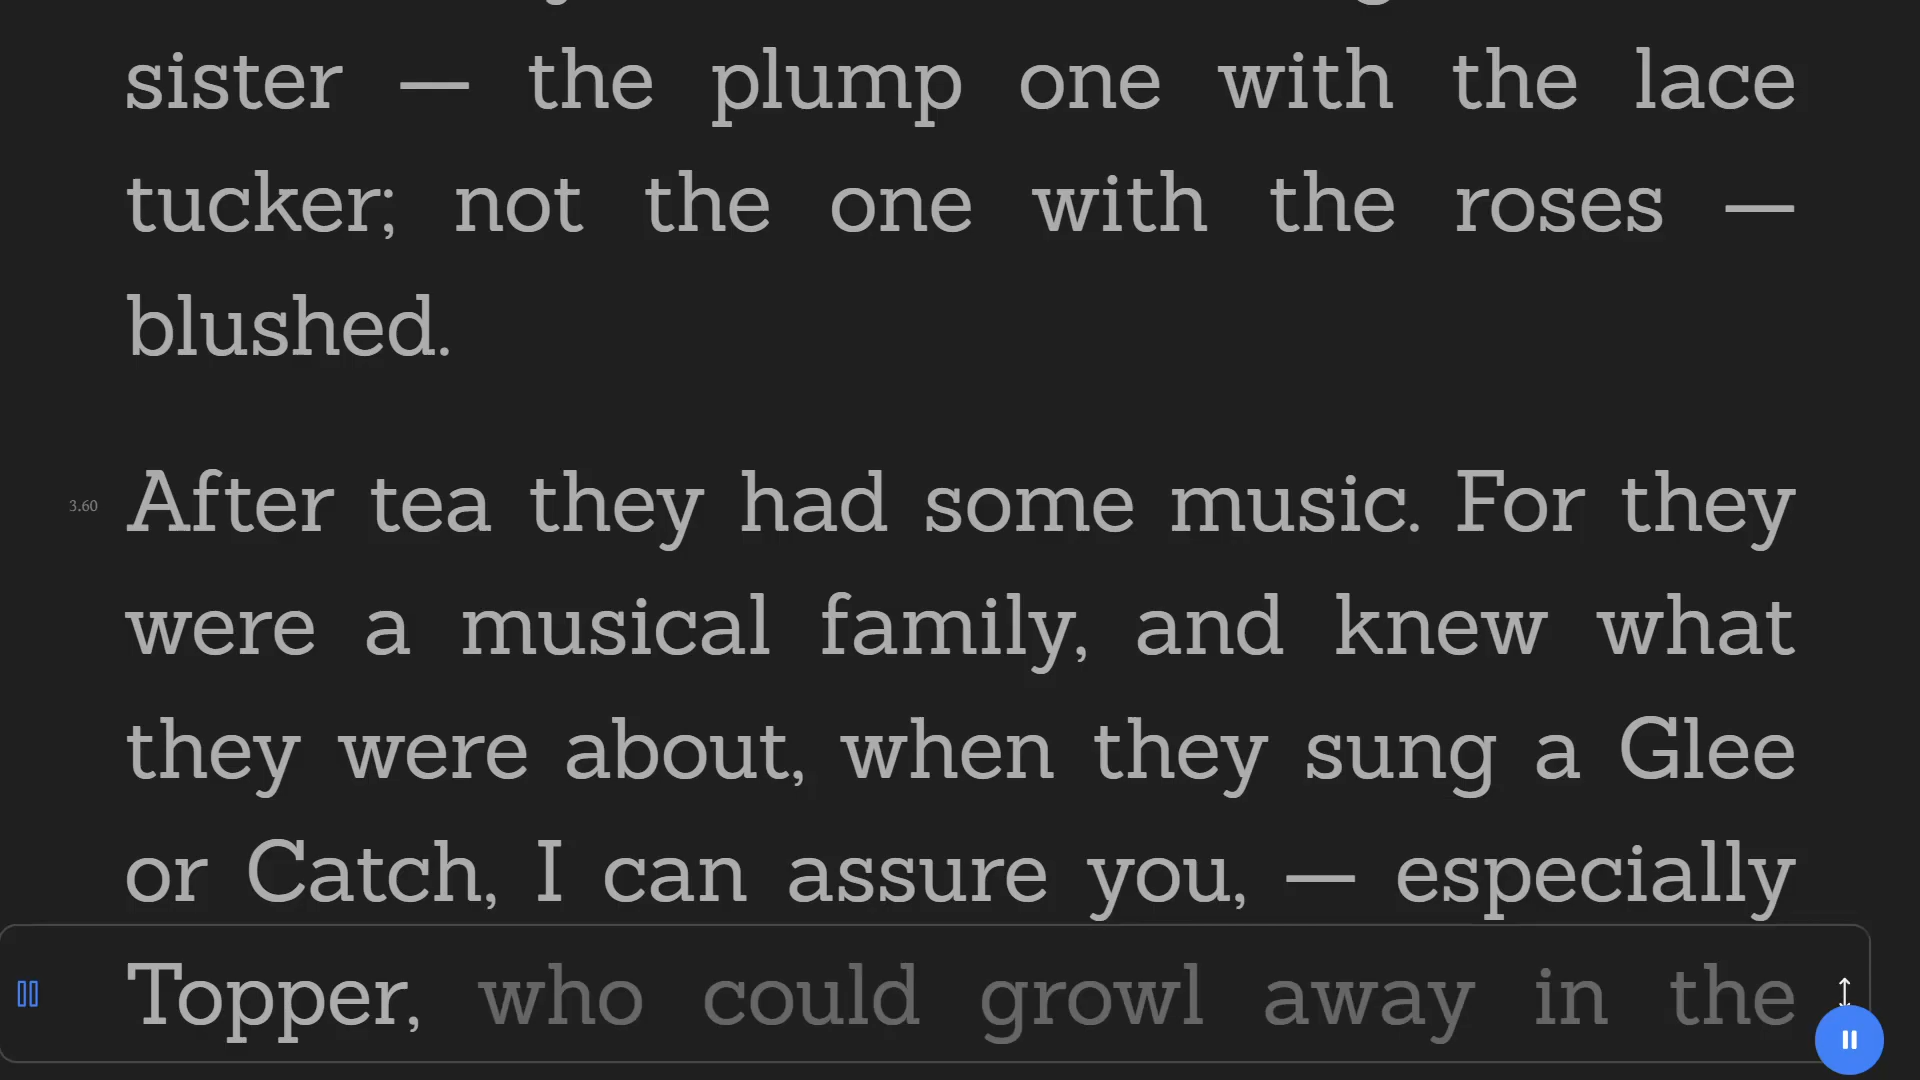 sister — the plump one with the lace
tucker; not the one with the roses —
blushed.
3.60
After tea they had some music. For they
were a musical family, and knew what
they were about, when they sung a Glee
or Catch, I can assure you, — especially
Topper, who could growl away in the